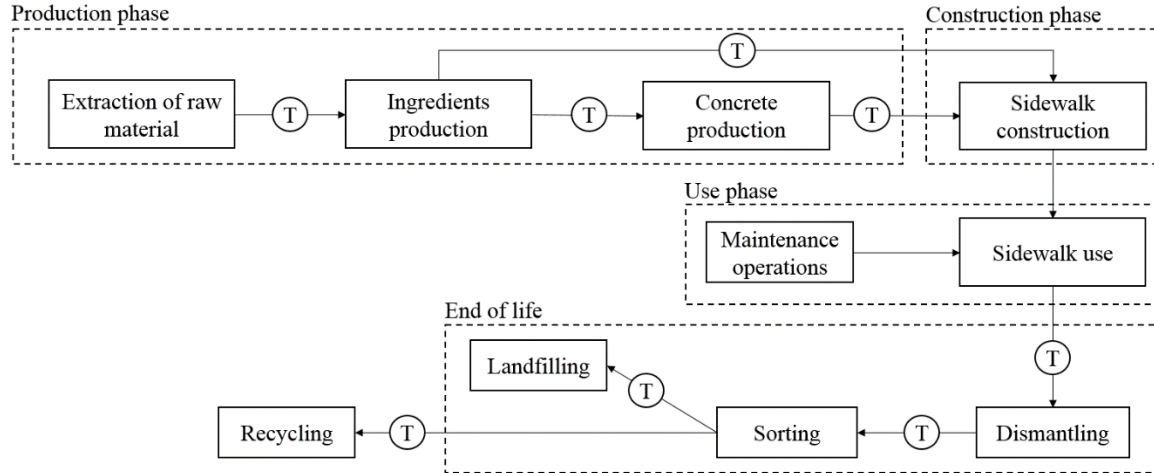 Production phase
Construction phase
T
Extraction of raw
material
T
Ingredients
production
T
Concrete
production
T
Sidewalk
construction
Use phase
Maintenance
operations
Sidewalk use
End of life
T
Landfilling
T
Recycling
T
Sorting
T
Dismantling